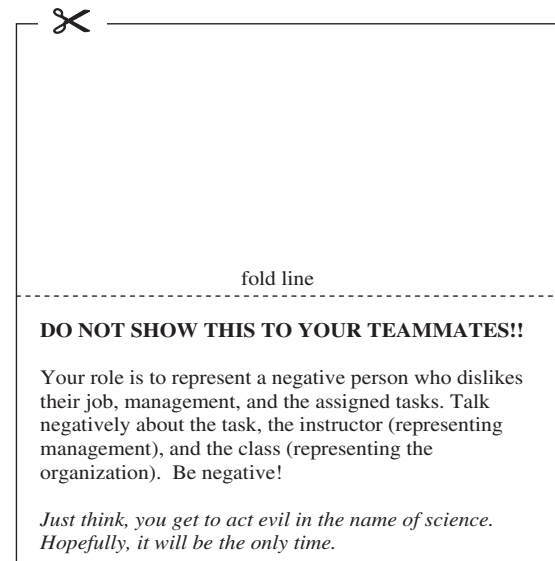 fold line
DO NOT SHOW THIS TO YOUR TEAMMATES!!
Your role is to represent a negative person who dislikes
their job, management, and the assigned tasks. Talk
negatively about the task, the instructor (representing
management), and the class (representing the
organization).  Be negative!
Just think, you get to act evil in the name of science.
Hopefully, it will be the only time.